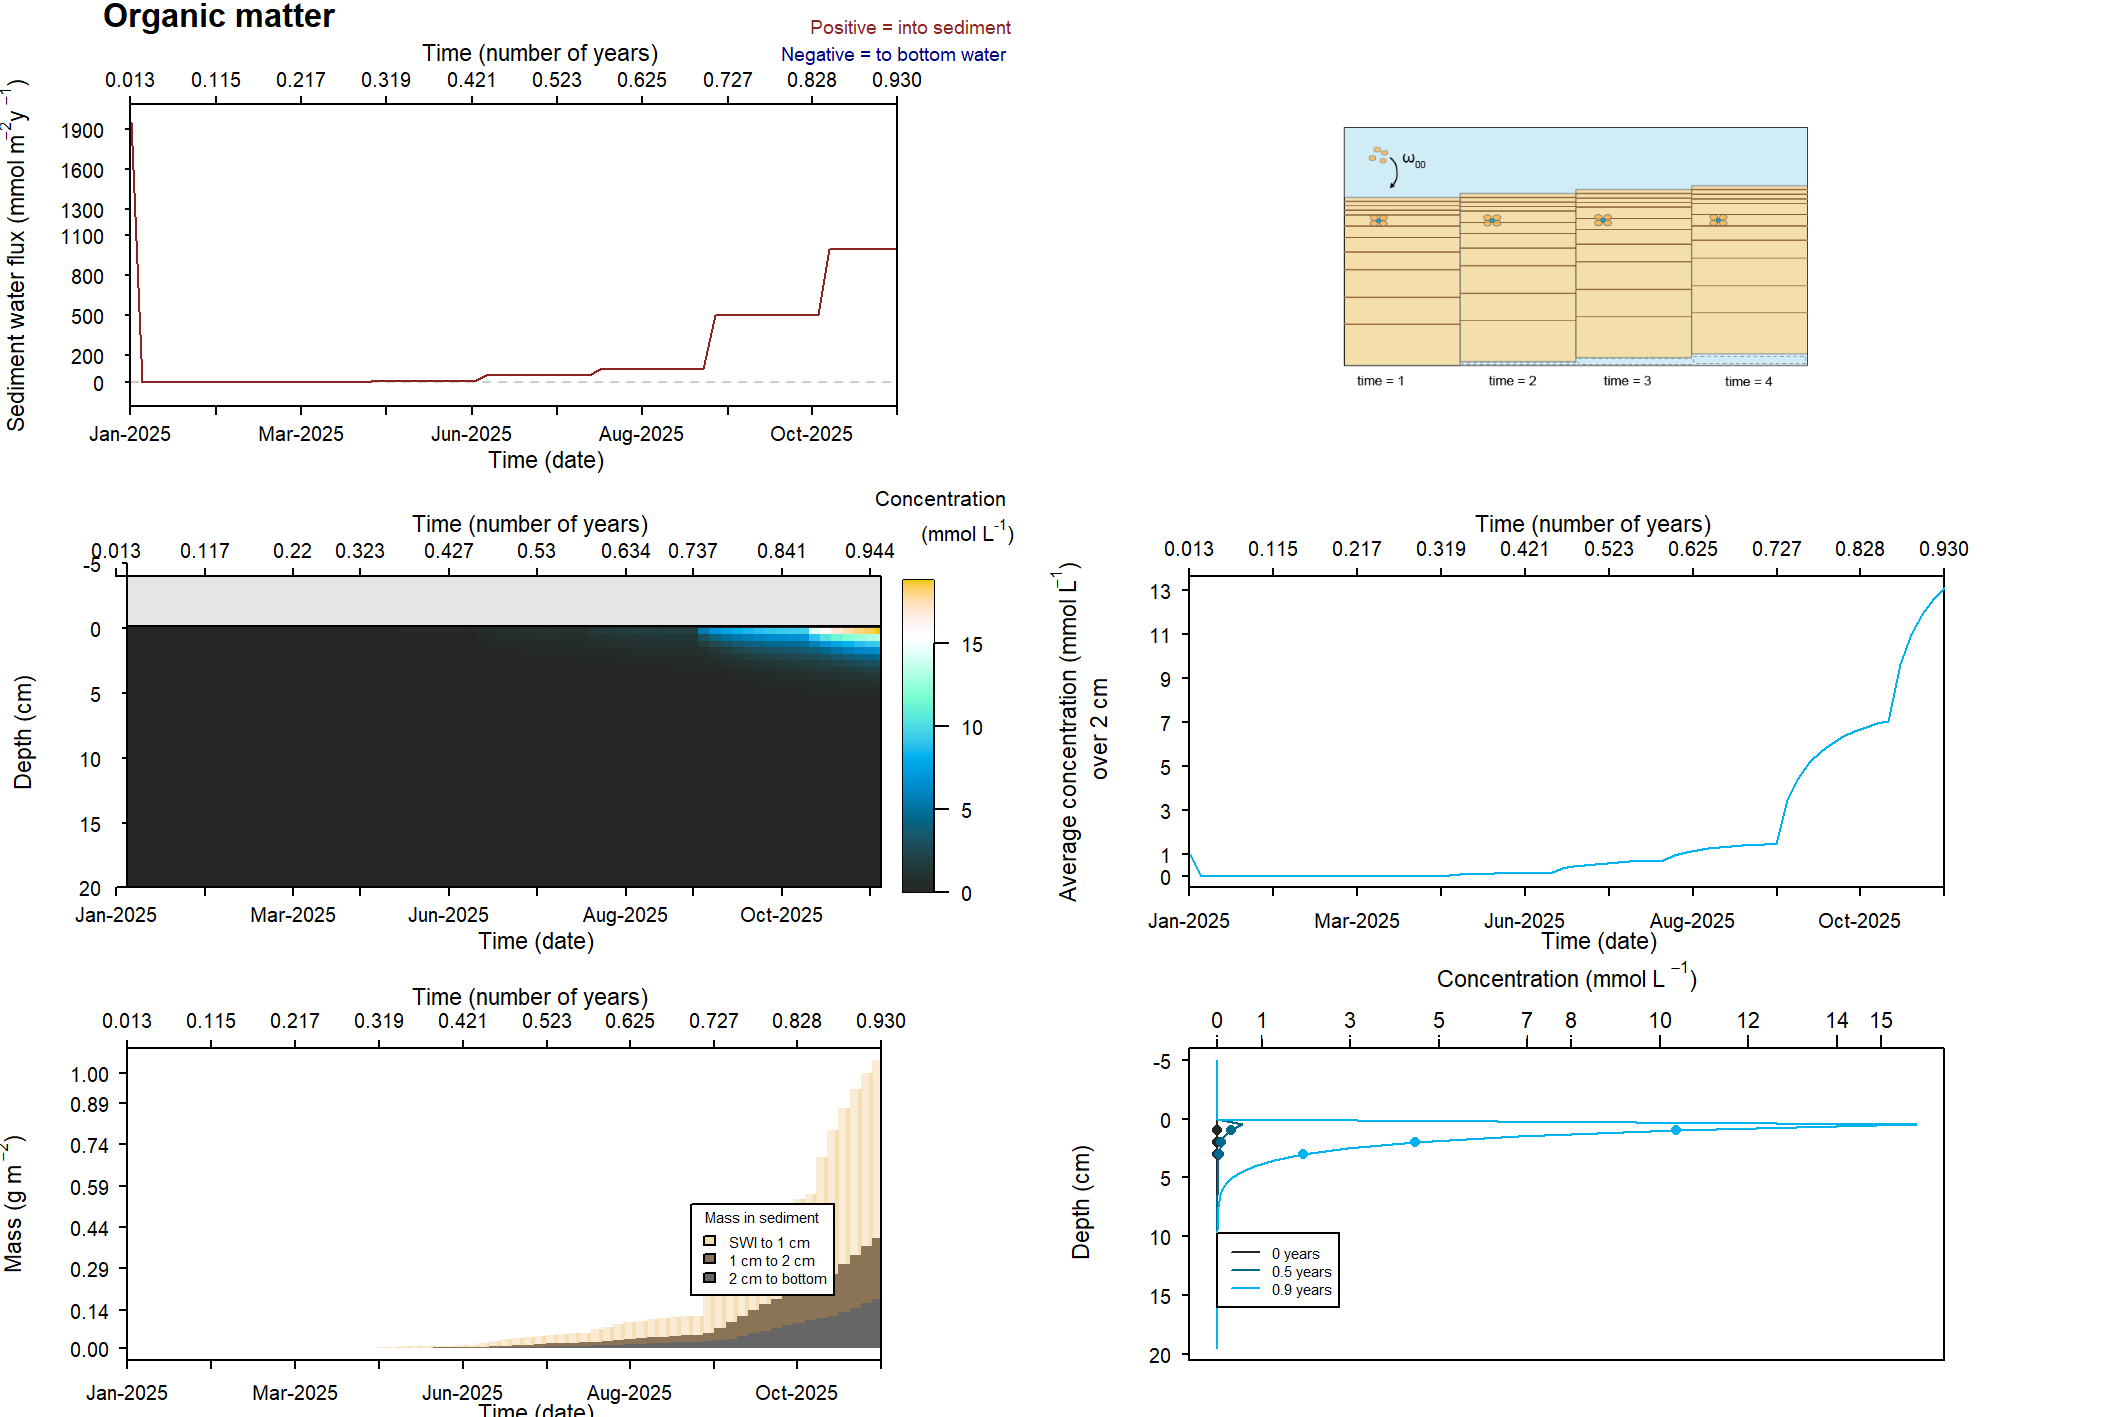 Organic matter
Positive = into sediment
Negative = to bottom water
Time (number of years)
0.013 0.115 0.217 0.319 0.421 0.523 0.625 0.727 0.828 0.930
Sediment water flux (mmol m⁻²y⁻¹)
1900
1600
1300
1100
800
500
200
0
Jan-2025 Mar-2025 Jun-2025 Aug-2025 Oct-2025
Time (date)
ω₀₀
time = 1 time = 2 time = 3 time = 4
Concentration
(mmol L⁻¹)
Time (number of years)
0.013 0.117 0.22 0.323 0.427 0.53 0.634 0.737 0.841 0.944
Depth (cm)
-5
0
5
10
15
20
15
10
5
0
Jan-2025 Mar-2025 Jun-2025 Aug-2025 Oct-2025
Time (date)
Time (number of years)
0.013 0.115 0.217 0.319 0.421 0.523 0.625 0.727 0.828 0.930
Average concentration (mmol L⁻¹)
over 2 cm
13
11
9
7
5
3
1
0
Jan-2025 Mar-2025 Jun-2025 Aug-2025 Oct-2025
Time (date)
Time (number of years)
0.013 0.115 0.217 0.319 0.421 0.523 0.625 0.727 0.828 0.930
Mass (g m⁻²)
1.00
0.89
0.74
0.59
0.44
0.29
0.14
0.00
Mass in sediment
SWI to 1 cm
1 cm to 2 cm
2 cm to bottom
Jan-2025 Mar-2025 Jun-2025 Aug-2025 Oct-2025
Time (date)
Concentration (mmol L⁻¹)
0 1 3 5 7 8 10 12 14 15
Depth (cm)
-5
0
5
10
15
20
0 years
0.5 years
0.9 years